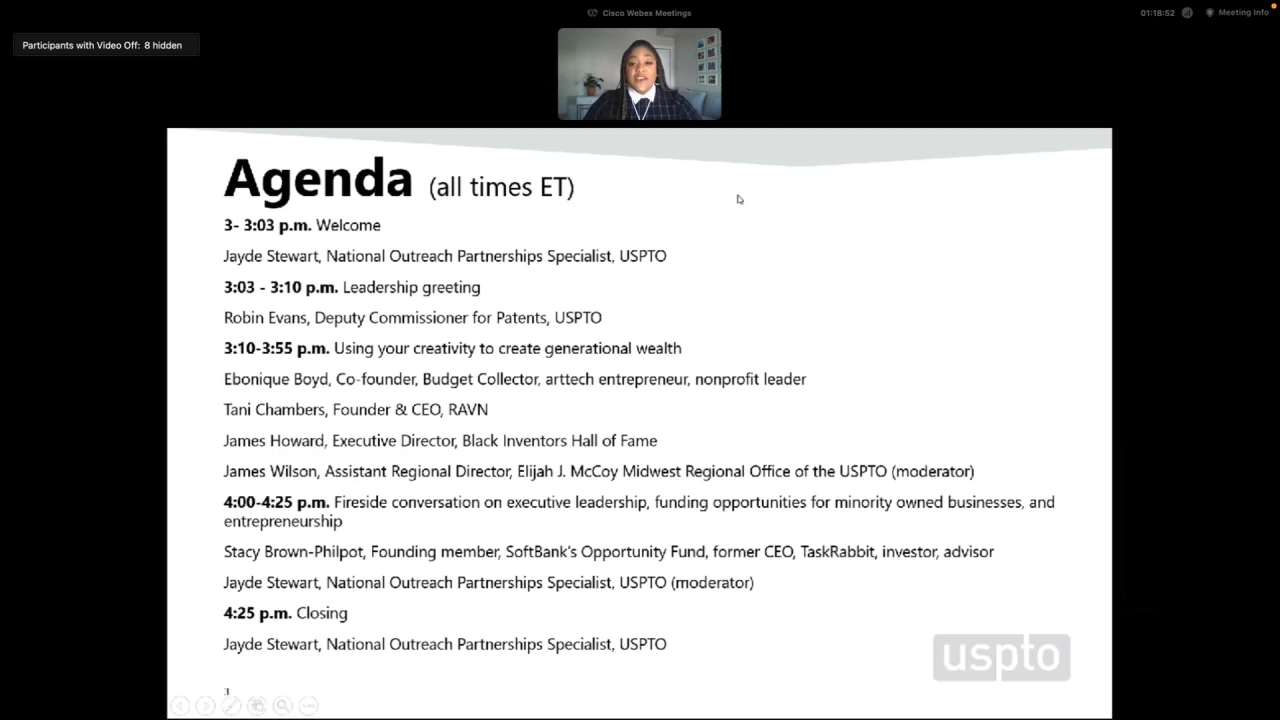 Cisco Webex Meetings
01:18:52
Meeting Info
Participants with Video Off: 8 hidden
Agenda (all times ET)
3- 3:03 p.m. Welcome
Jayde Stewart, National Outreach Partnerships Specialist, USPTO
3:03 - 3:10 p.m. Leadership greeting
Robin Evans, Deputy Commissioner for Patents, USPTO
3:10-3:55 p.m. Using your creativity to create generational wealth
Ebonique Boyd, Co-founder, Budget Collector, arttech entrepreneur, nonprofit leader
Tani Chambers, Founder & CEO, RAVN
James Howard, Executive Director, Black Inventors Hall of Fame
James Wilson, Assistant Regional Director, Elijah J. McCoy Midwest Regional Office of the USPTO (moderator)
4:00-4:25 p.m. Fireside conversation on executive leadership, funding opportunities for minority owned businesses, and
entrepreneurship
Stacy Brown-Philpot, Founding member, SoftBank's Opportunity Fund, former CEO, TaskRabbit, investor, advisor
Jayde Stewart, National Outreach Partnerships Specialist, USPTO (moderator)
4:25 p.m. Closing
Jayde Stewart, National Outreach Partnerships Specialist, USPTO
uspto
3